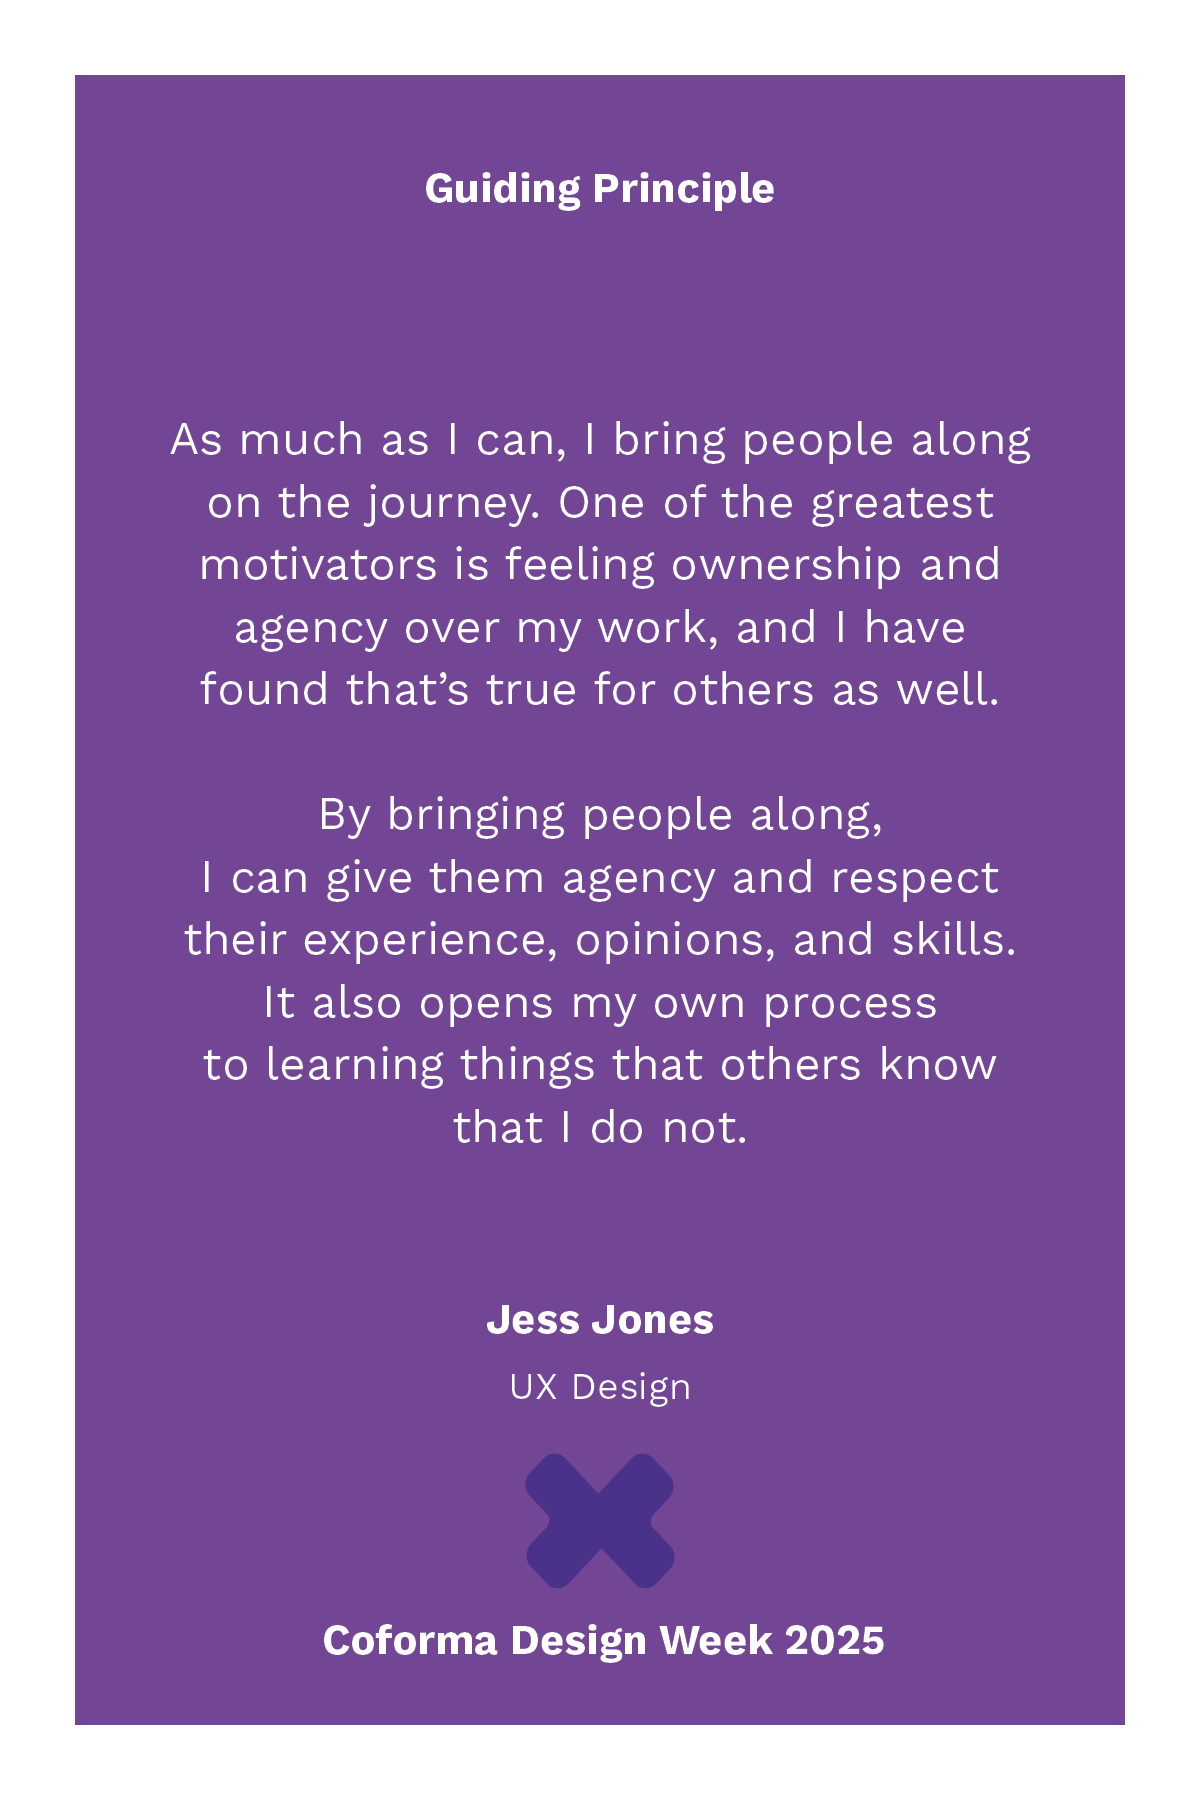 Guiding Principle
As much as I can, I bring people along
on the journey. One of the greatest
motivators is feeling ownership and
agency over my work, and I have
found that’s true for others as well.
By bringing people along,
I can give them agency and respect
their experience, opinions, and skills.
It also opens my own process
to learning things that others know
that I do not.
Jess Jones
UX Design
Coforma Design Week 2025